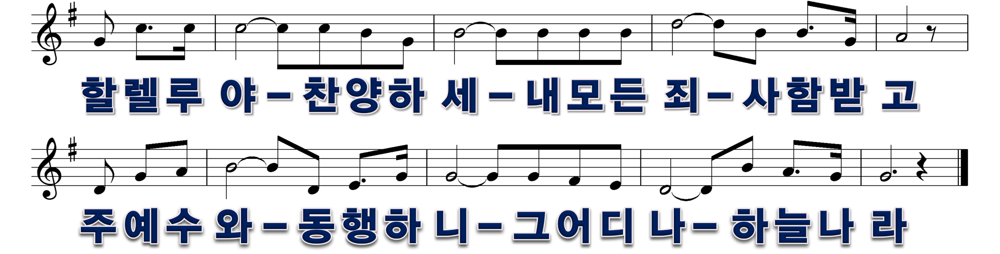 할렐루 야-찬양하 세-내모든 죄-사함받 고
주예수 와-동행하 니-그어디 나-하늘나 라